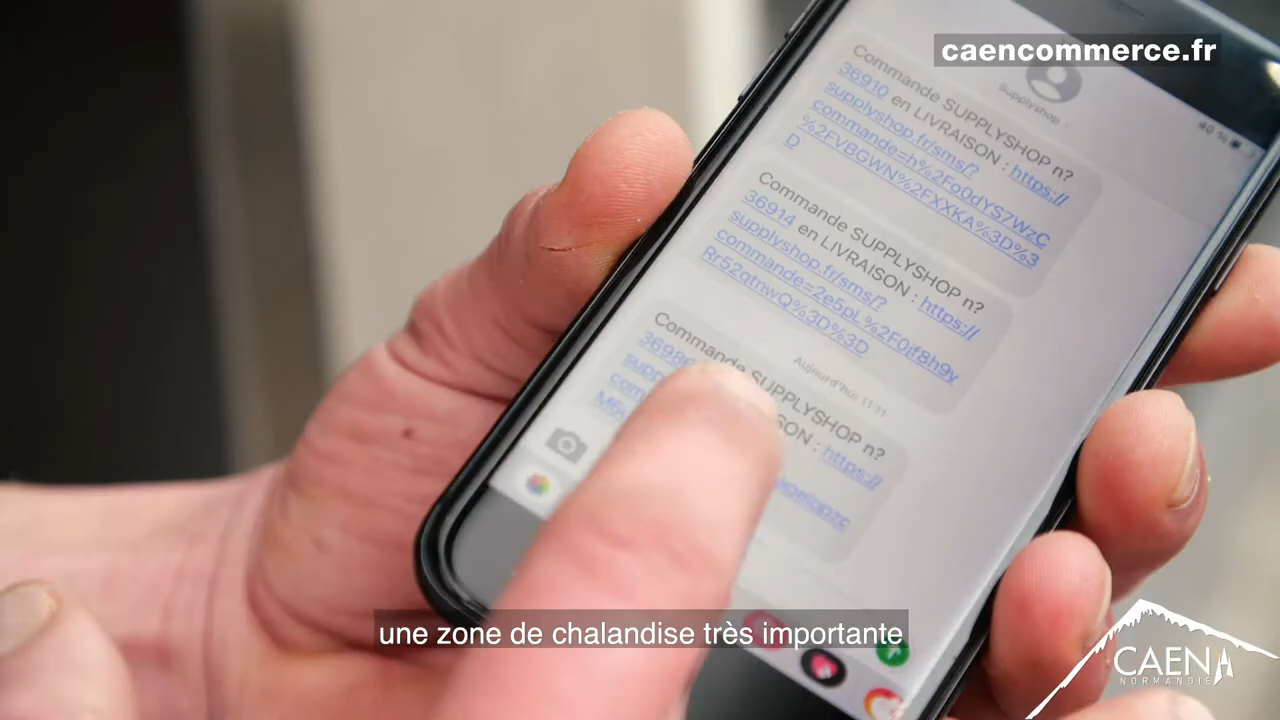 caencommerce.fr
Supplyshop
40 %
Commande SUPPLYSHOP n?
36910 en LIVRAISON : https://
supplyshop.fr/sms/?
commande=h%2Fo0dYS7WzC
%2FVBGWN%2FXXKA%3D%3
D
Commande SUPPLYSHOP n?
36914 en LIVRAISON : https://
supplyshop.fr/sms/?
commande=2e5pL%2F0jf8h9y
Rr52qtnwQ%3D%3D
Aujourd'hui 11:11
Commande SUPPLYSHOP n?
https://
une zone de chalandise très importante
CAEN
NORMANDIE